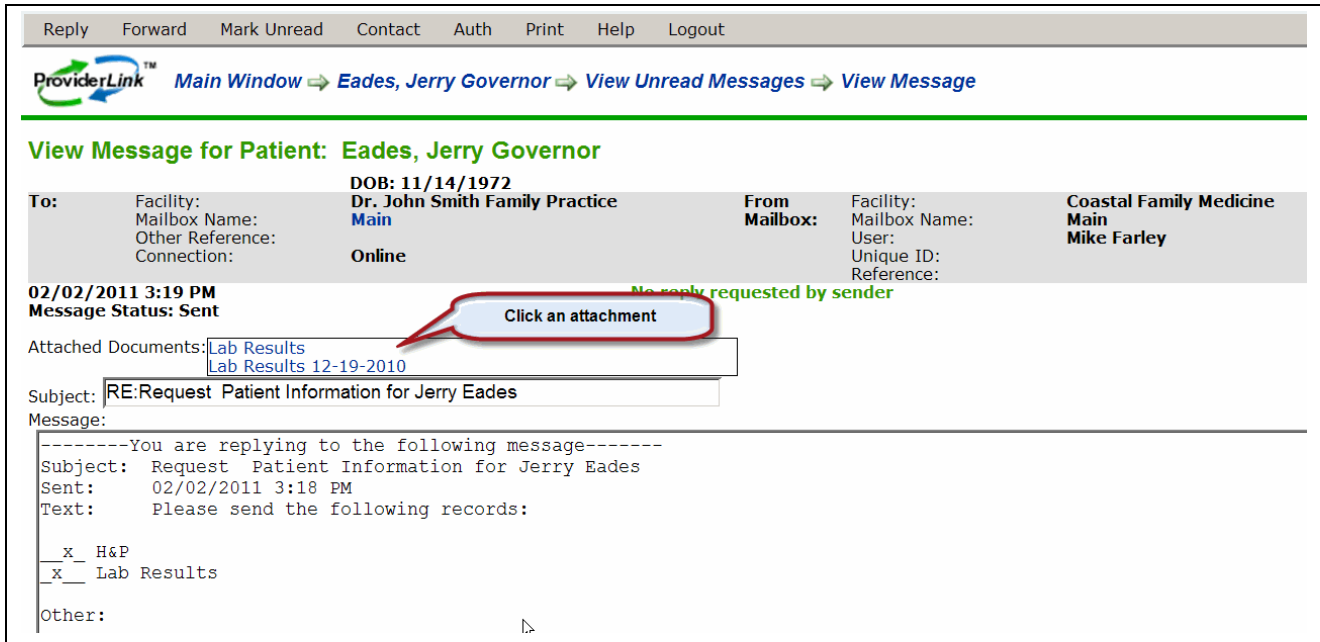 Reply Forward Mark Unread Contact Auth Print Help Logout
ProviderLink™ Main Window Eades, Jerry Governor View Unread Messages View Message
View Message for Patient: Eades, Jerry Governor
DOB: 11/14/1972
To: Facility: Dr. John Smith Family Practice From Facility: Coastal Family Medicine
Mailbox Name: Main Mailbox: Mailbox Name: Main
Other Reference: User: Mike Farley
Connection: Online Unique ID:
Reference:
02/02/2011 3:19 PM No reply requested by sender
Message Status: Sent Click an attachment
Attached Documents: Lab Results
Lab Results 12-19-2010
Subject: RE:Request Patient Information for Jerry Eades
Message:
--------You are replying to the following message-------
Subject: Request Patient Information for Jerry Eades
Sent: 02/02/2011 3:18 PM
Text: Please send the following records:
__x_ H&P
_x__ Lab Results
Other: